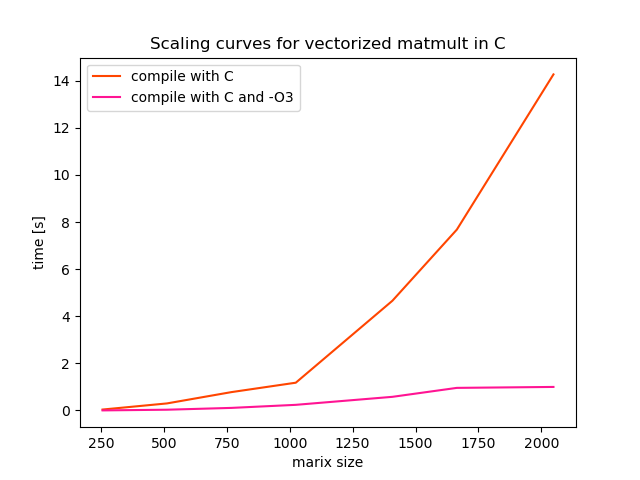 Scaling curves for vectorized matmult in C
compile with C
compile with C and -O3
14
12
10
8
6
4
2
0
time [s]
250 500 750 1000 1250 1500 1750 2000
marix size